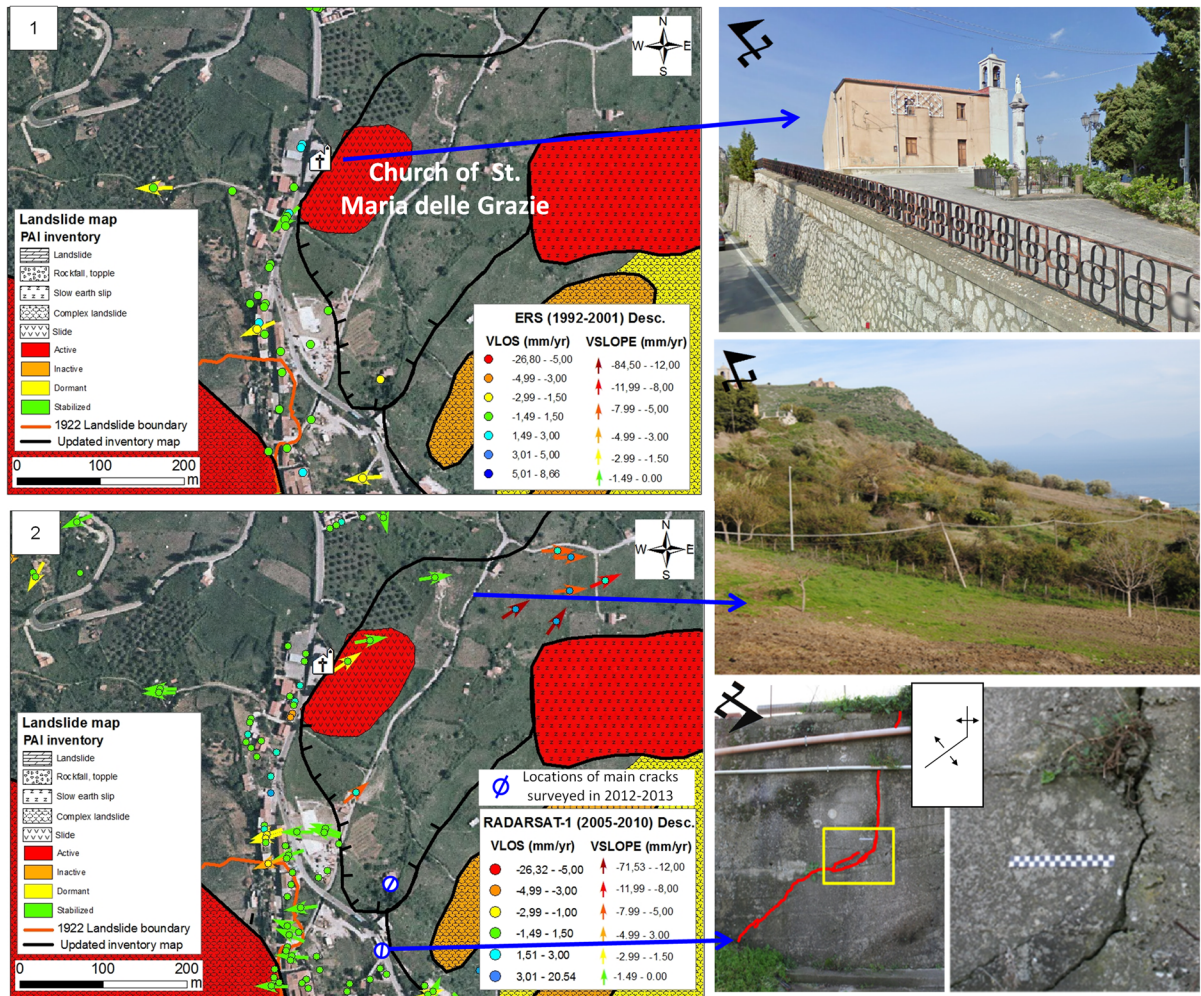 1
N
W E
S
Church of St.
Maria delle Grazie
Landslide map
PAI inventory
Landslide
Rockfall, topple
Slow earth slip
Complex landslide
Slide
Active
Inactive
Dormant
Stabilized
1922 Landslide boundary
Updated inventory map
0 100 200
m
ERS (1992-2001) Desc.
VLOS (mm/yr) VSLOPE (mm/yr)
-26,80 - -5,00 -84,50 - -12,00
-4,99 - -3,00 -11,99 - -8,00
-2,99 - -1,50 -7.99 - -5,00
-1,49 - 1,50 -4.99 - -3.00
1,49 - 3,00 -2.99 - -1.50
3,01 - 5,00 -1.49 - 0.00
5,01 - 8,66
2
N
W E
S
Landslide map
PAI inventory
Landslide
Rockfall, topple
Slow earth slip
Complex landslide
Slide
Active
Inactive
Dormant
Stabilized
1922 Landslide boundary
Updated inventory map
0 100 200
m
Locations of main cracks
surveyed in 2012-2013
RADARSAT-1 (2005-2010) Desc.
VLOS (mm/yr) VSLOPE (mm/yr)
-26,32 - -5,00 -71,53 - -12,00
-4,99 - -3,00 -11,99 - -8,00
-2,99 - -1,00 -7.99 - -5,00
-1,49 - 1,50 -4.99 - 3.00
1,51 - 3,00 -2.99 - -1.50
3,01 - 20.54 -1.49 - 0.00